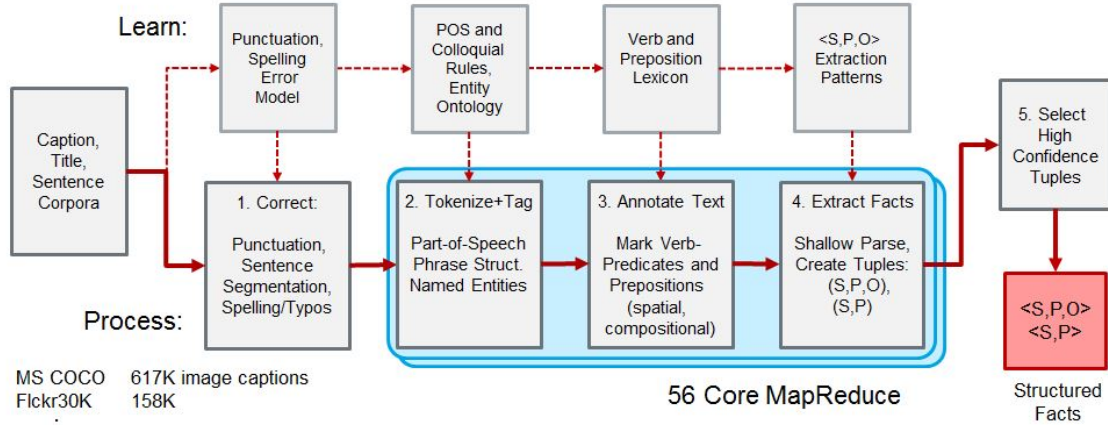 Learn:
Punctuation,
Spelling
Error
Model
POS and
Colloquial
Rules,
Entity
Ontology
Verb and
Preposition
Lexicon
<S,P,O>
Extraction
Patterns
Caption,
Title,
Sentence
Corpora
1. Correct:
Punctuation,
Sentence
Segmentation,
Spelling/Typos
2. Tokenize+Tag
Part-of-Speech
Phrase Struct.
Named Entities
3. Annotate Text
Mark Verb-
Predicates and
Prepositions
(spatial,
compositional)
4. Extract Facts
Shallow Parse,
Create Tuples:
(S,P,O),
(S,P)
5. Select
High
Confidence
Tuples
<S,P,O>
<S,P>
Structured
Facts
Process:
MS COCO 617K image captions
Flckr30K 158K
56 Core MapReduce